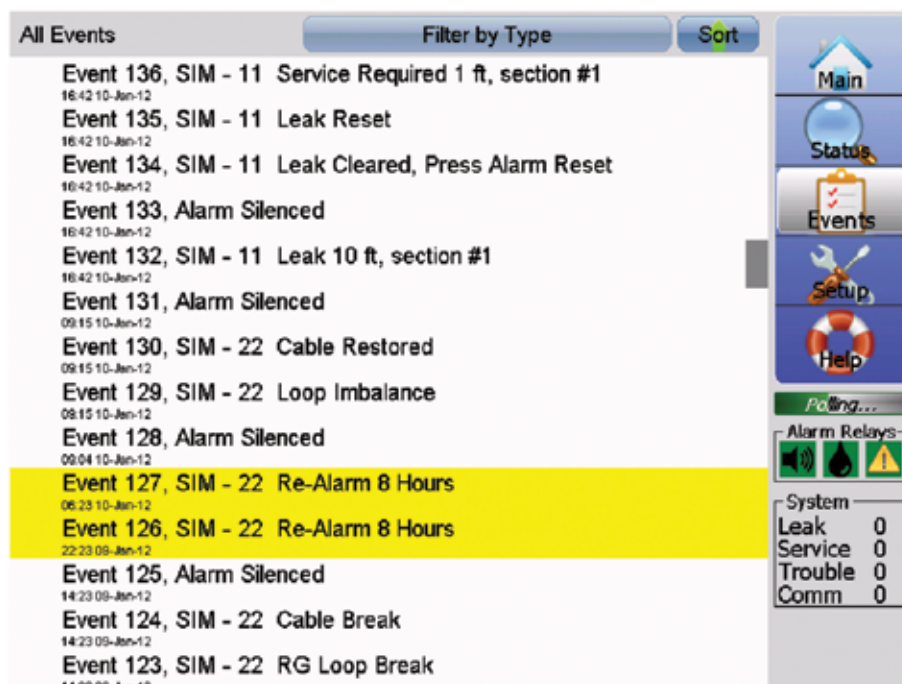 All Events
Filter by Type
Sort
Event 136, SIM - 11 Service Required 1 ft, section #1
16:42 10-Jan-12
Event 135, SIM - 11 Leak Reset
16:42 10-Jan-12
Event 134, SIM - 11 Leak Cleared, Press Alarm Reset
16:42 10-Jan-12
Event 133, Alarm Silenced
16:42 10-Jan-12
Event 132, SIM - 11 Leak 10 ft, section #1
16:42 10-Jan-12
Event 131, Alarm Silenced
09:15 10-Jan-12
Event 130, SIM - 22 Cable Restored
09:15 10-Jan-12
Event 129, SIM - 22 Loop Imbalance
09:15 10-Jan-12
Event 128, Alarm Silenced
09:04 10-Jan-12
Event 127, SIM - 22 Re-Alarm 8 Hours
06:23 10-Jan-12
Event 126, SIM - 22 Re-Alarm 8 Hours
22:23 09-Jan-12
Event 125, Alarm Silenced
14:23 09-Jan-12
Event 124, SIM - 22 Cable Break
14:23 09-Jan-12
Event 123, SIM - 22 RG Loop Break
Main
Status
Events
Setup
Help
Polling...
Alarm Relays
System
Leak 0
Service 0
Trouble 0
Comm 0